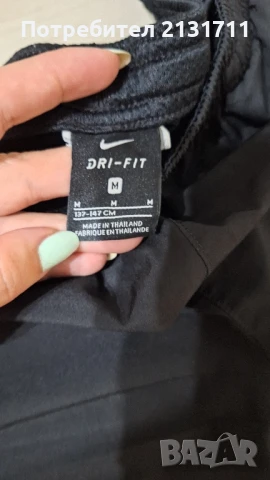 Потребител 2131711
DRI-FIT
M
M M M
137-147 CM
MADE IN THAILAND
FABRIQUE EN THAILANDE
BAZAR